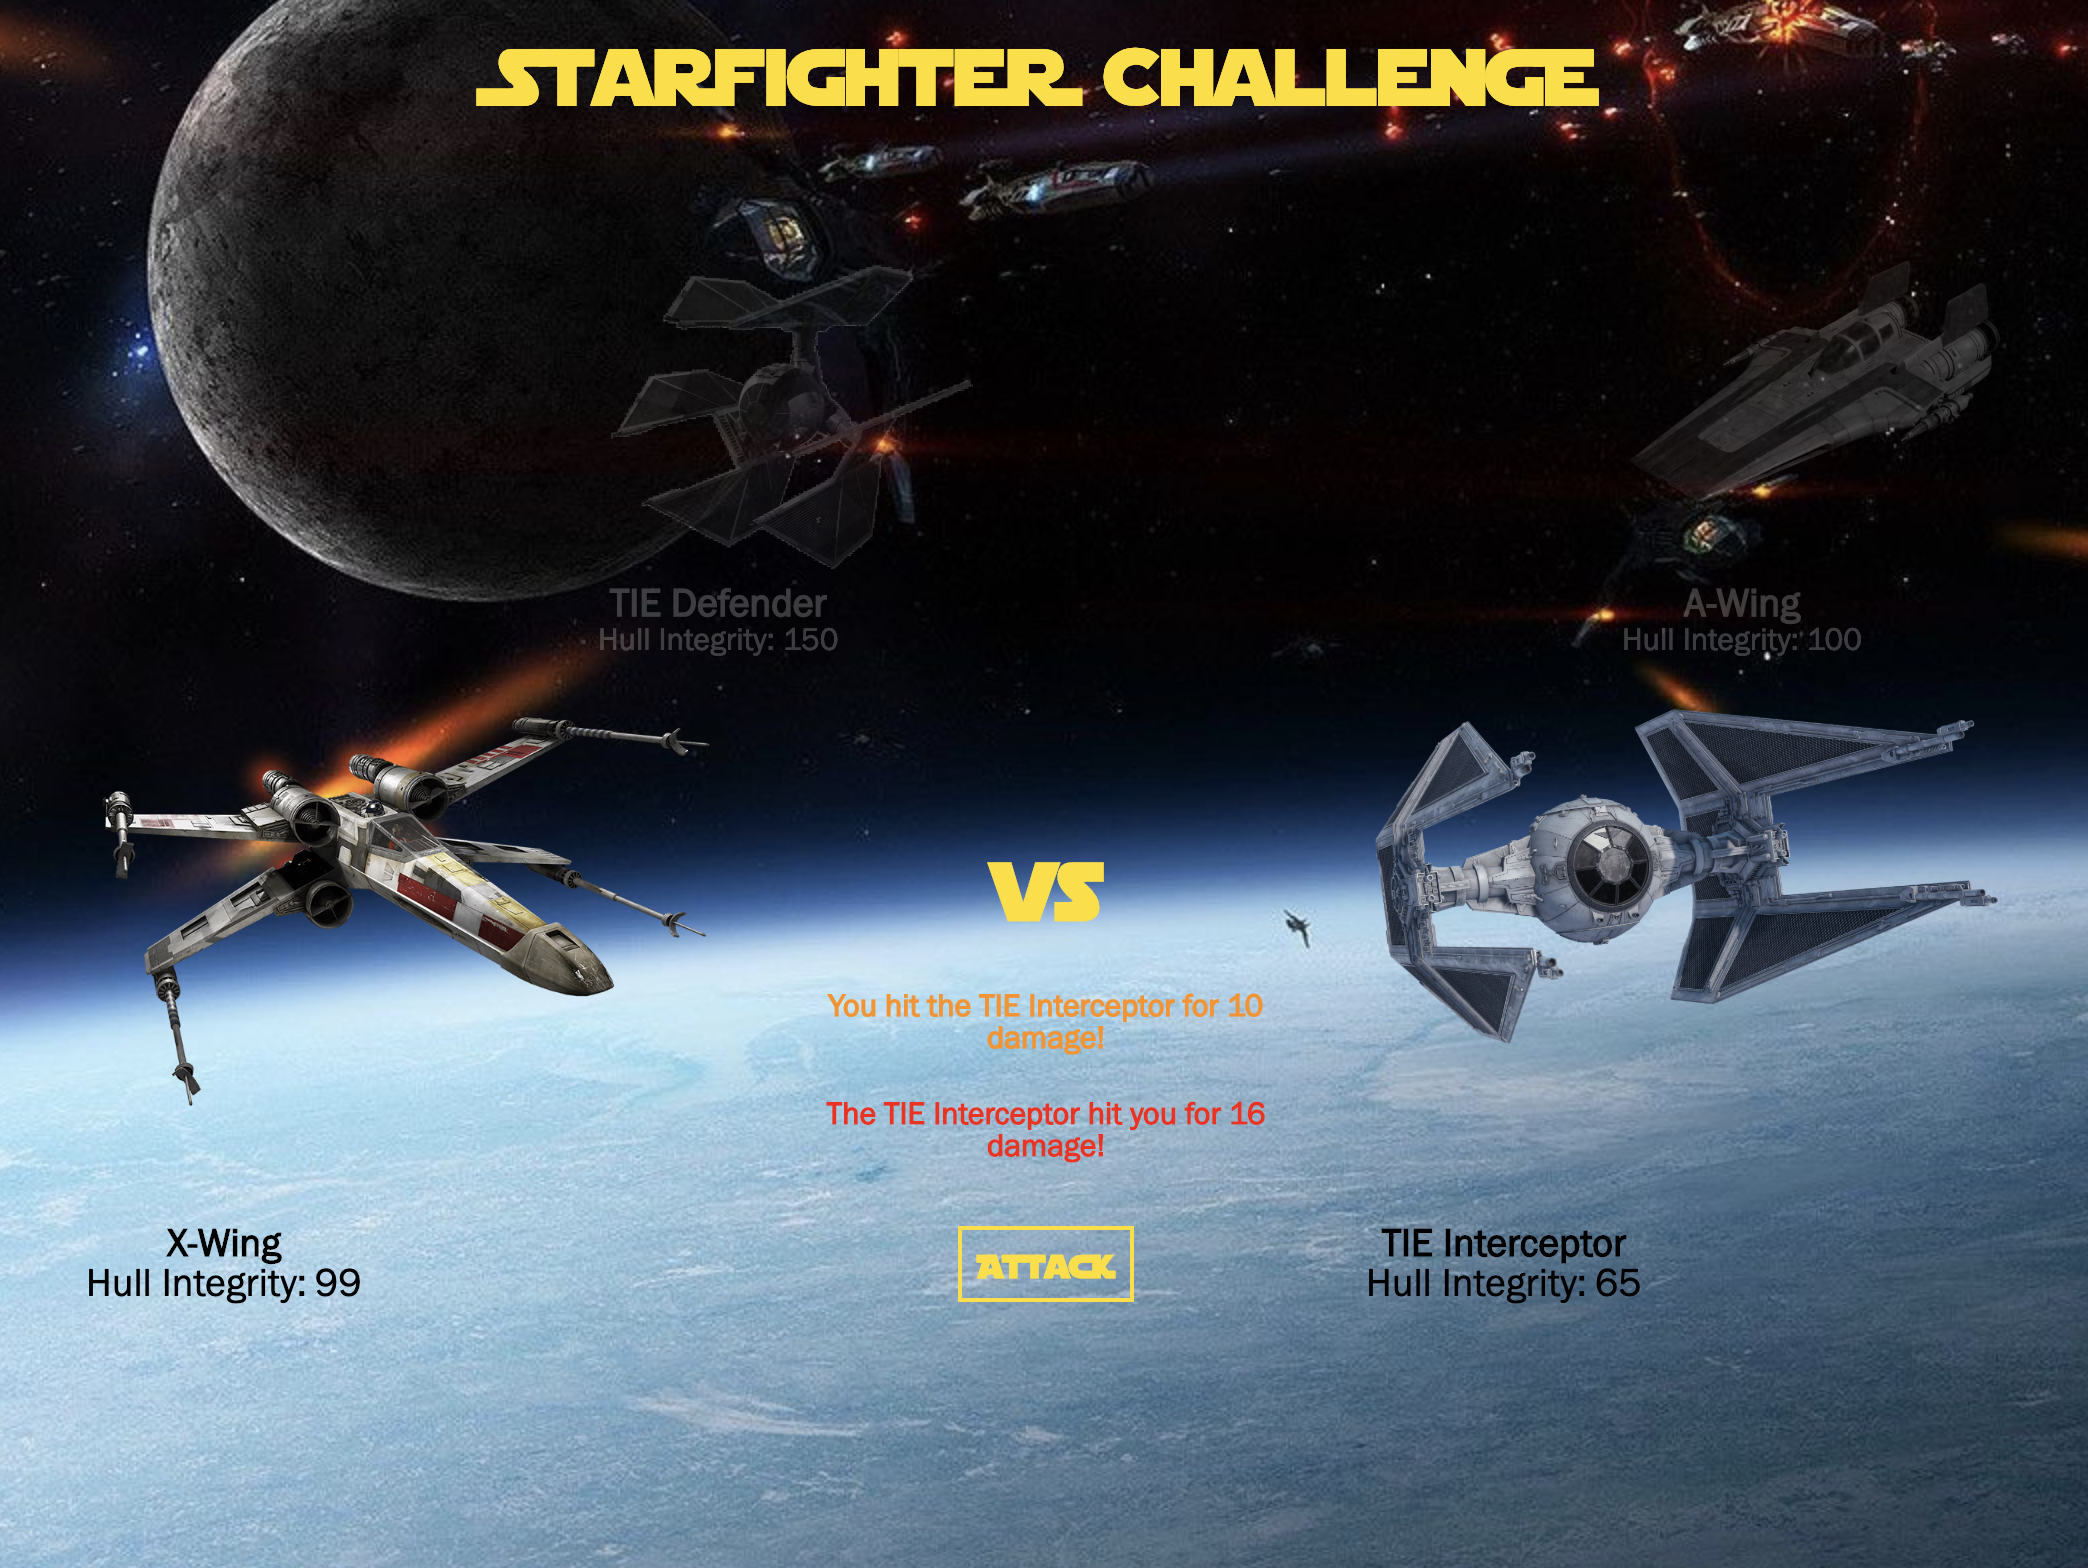 STARFIGHTER CHALLENGE
TIE Defender
Hull Integrity: 150
A-Wing
Hull Integrity: 100
VS
You hit the TIE Interceptor for 10
damage!
The TIE Interceptor hit you for 16
damage!
X-Wing
Hull Integrity: 99
ATTACK
TIE Interceptor
Hull Integrity: 65